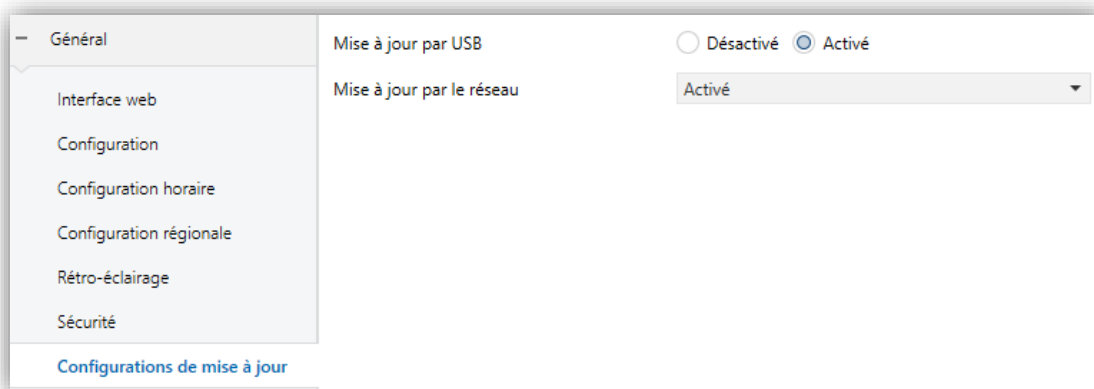 Général
Interface web
Configuration
Configuration horaire
Configuration régionale
Rétro-éclairage
Sécurité
Configurations de mise à jour
Mise à jour par USB
Désactivé Activé
Mise à jour par le réseau
Activé